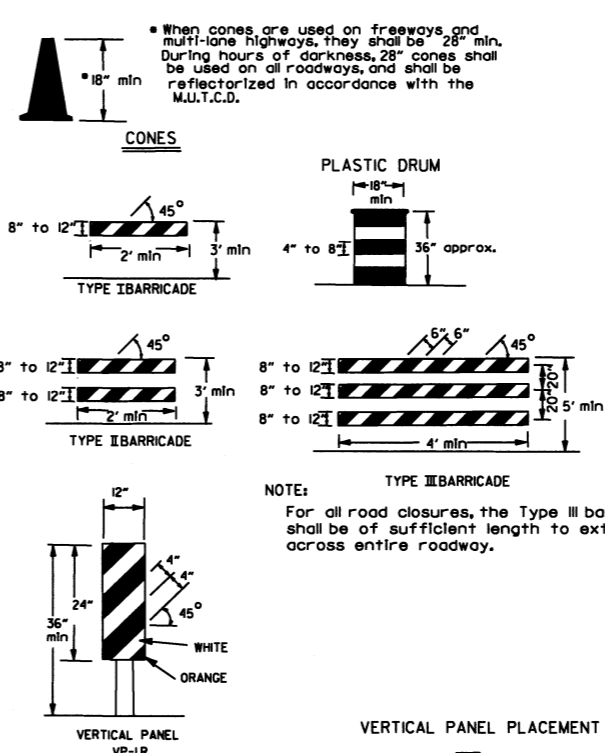 * When cones are used on freeways and
multi-lane highways, they shall be 28" min.
During hours of darkness, 28" cones shall
be used on all roadways, and shall be
reflectorized in accordance with the
M.U.T.C.D.
*18" min
CONES
PLASTIC DRUM
18"
min
4" to 8"
36" approx.
45°
8" to 12"
2' min
3' min
TYPE I BARRICADE
45°
8" to 12"
8" to 12"
2' min
3' min
TYPE II BARRICADE
6" 6"
45°
8" to 12"
8" to 12"
8" to 12"
20"
20"
5' min
4' min
TYPE III BARRICADE
NOTE:
For all road closures, the Type III ba
shall be of sufficient length to ext
across entire roadway.
12"
4"
4"
45°
24"
36"
min
WHITE
ORANGE
VERTICAL PANEL
VP-1R
VERTICAL PANEL PLACEMENT